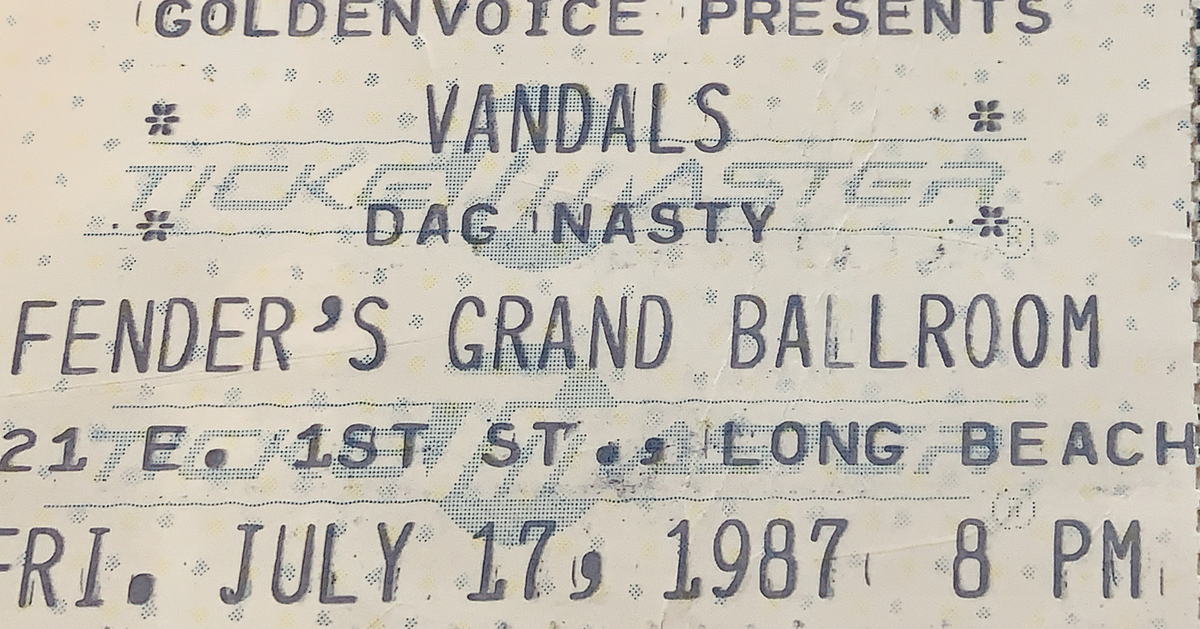 GOLDENVOICE PRESENTS
* VANDALS *
TICKETMASTER
* DAG NASTY *
FENDER'S GRAND BALLROOM
21 E. 1ST ST., LONG BEACH
FRI. JULY 17, 1987 8 PM